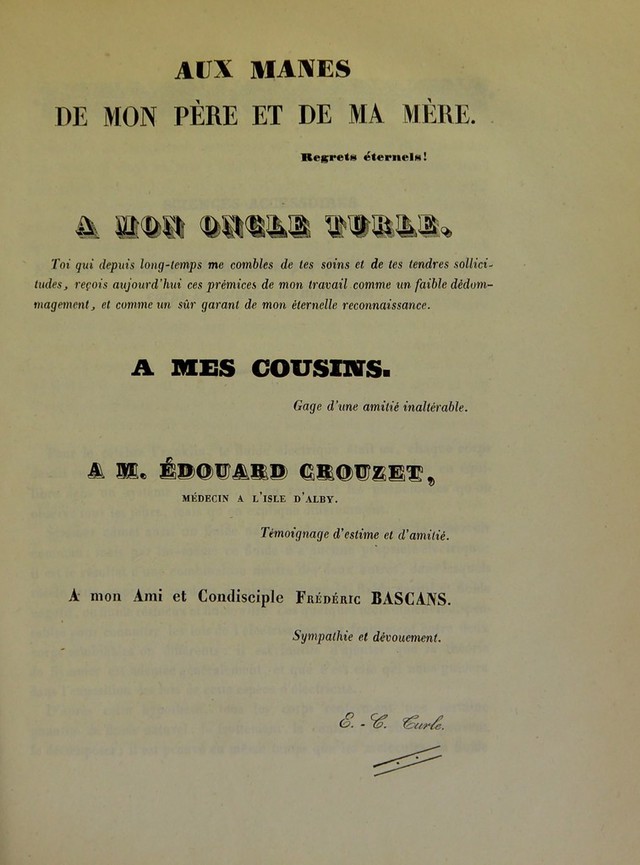 AUX MANES
DE MON PÈRE ET DE MA MÈRE.
Regrets éternels!
A MON ONCLE TURLE.
Toi qui depuis long-temps me combles de tes soins et de tes tendres sollici-
tudes, reçois aujourd'hui ces prémices de mon travail comme un faible dédom-
magement, et comme un sûr garant de mon éternelle reconnaissance.
A MES COUSINS.
Gage d'une amitié inaltérable.
A M. ÉDOUARD CROUZET,
MÉDECIN A L'ISLE D'ALBY.
Témoignage d'estime et d'amitié.
A mon Ami et Condisciple FRÉDÉRIC BASCANS.
Sympathie et dévouement.
E.-C. Turle.